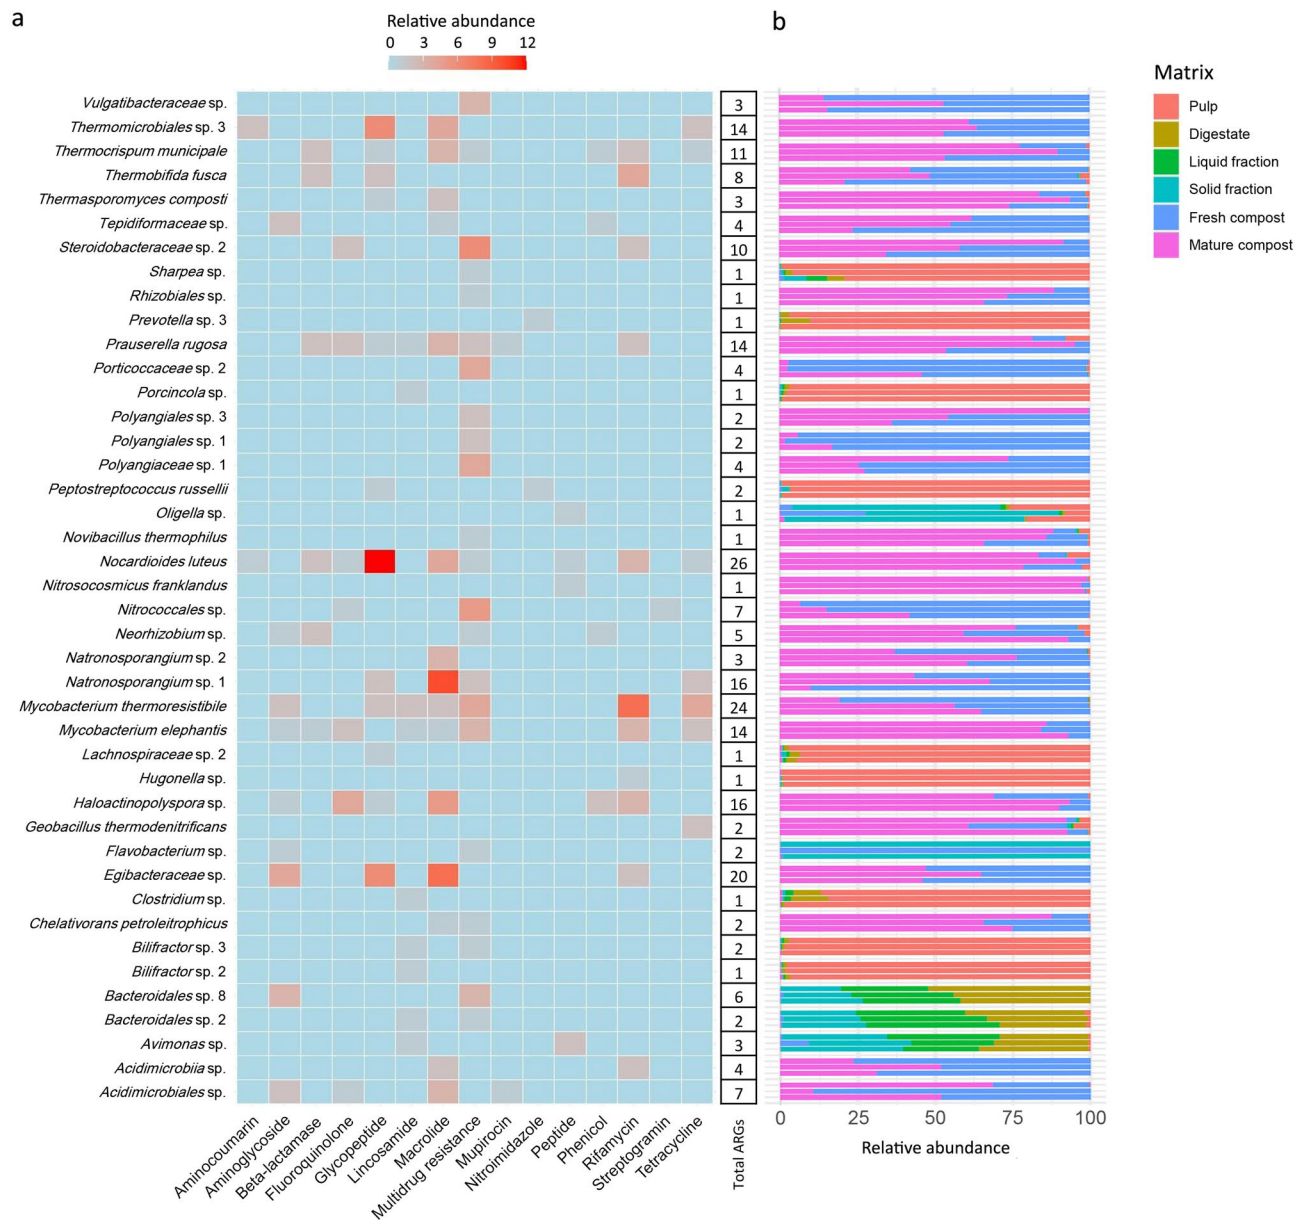 a
b
Relative abundance
0 3 6 9 12
Matrix
Pulp
Digestate
Liquid fraction
Solid fraction
Fresh compost
Mature compost
Vulgatibacteraceae sp. 3
Thermomicrobiales sp. 3 14
Thermocrispum municipale 11
Thermobifida fusca 8
Thermasporomyces composti 3
Tepidiformaceae sp. 4
Steroidobacteraceae sp. 2 10
Sharpea sp. 1
Rhizobiales sp. 1
Prevotella sp. 3 1
Prauserella rugosa 14
Porticoccaceae sp. 2 4
Porcincola sp. 1
Polyangiales sp. 3 2
Polyangiales sp. 1 2
Polyangiaceae sp. 1 4
Peptostreptococcus russellii 2
Oligella sp. 1
Novibacillus thermophilus 1
Nocardioides luteus 26
Nitrosocosmicus franklandus 1
Nitrococcales sp. 7
Neorhizobium sp. 5
Natronosporangium sp. 2 3
Natronosporangium sp. 1 16
Mycobacterium thermoresistibile 24
Mycobacterium elephantis 14
Lachnospiraceae sp. 2 1
Hugonella sp. 1
Haloactinopolyspora sp. 16
Geobacillus thermodenitrificans 2
Flavobacterium sp. 2
Egibacteraceae sp. 20
Clostridium sp. 1
Chelativorans petroleitrophicus 2
Bilifractor sp. 3 2
Bilifractor sp. 2 1
Bacteroidales sp. 8 6
Bacteroidales sp. 2 2
Avimonas sp. 3
Acidimicrobiia sp. 4
Acidimicrobiales sp. 7
Aminocoumarin
Aminoglycoside
Beta-lactamase
Fluoroquinolone
Glycopeptide
Lincosamide
Macrolide
Multidrug resistance
Mupirocin
Nitroimidazole
Peptide
Phenicol
Rifamycin
Streptogramin
Tetracycline
Total ARGs
0 25 50 75 100
Relative abundance